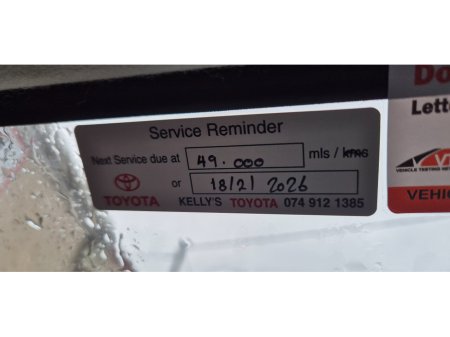 Service Reminder
Next Service due at 49.000 mls / kms
or 18/2/ 2026
TOYOTA KELLY'S TOYOTA 074 912 1385
Lette
VEHIC